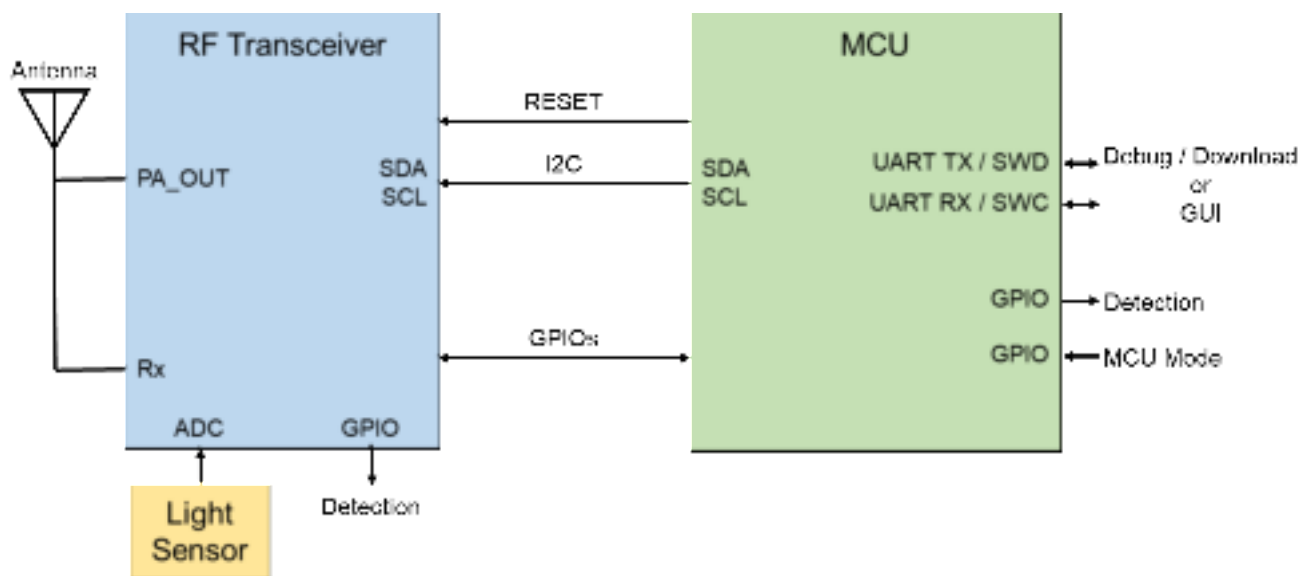 RF Transceiver
MCU
Antenna
RESET
PA_OUT
SDA
SCL
I2C
SDA
SCL
UART TX / SWD
UART RX / SWC
Debug / Download
or
GUI
GPIO
Detection
GPIOs
GPIO
MCU Mode
Rx
ADC
GPIO
Light
Sensor
Detection